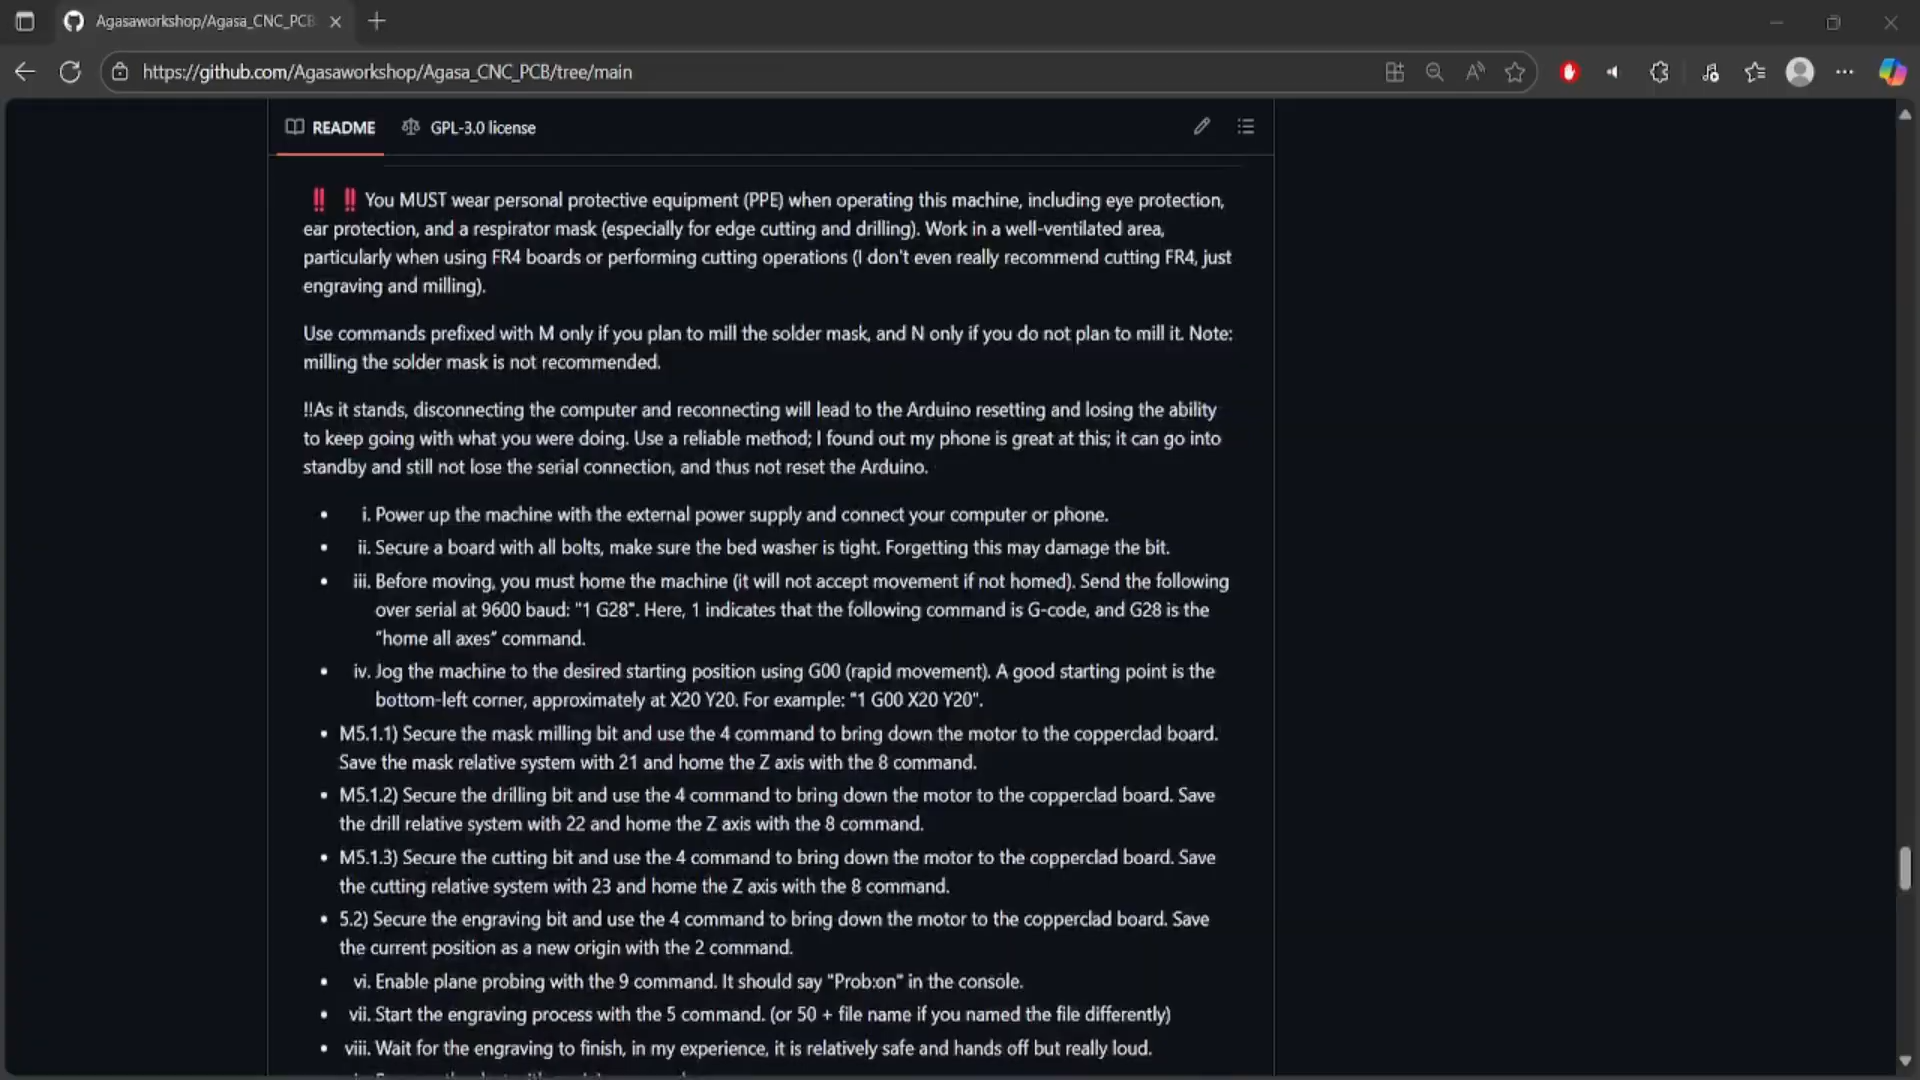 Agasaworkshop/Agasa_CNC_PCB
https://github.com/Agasaworkshop/Agasa_CNC_PCB/tree/main
README
GPL-3.0 license
‼ ‼ You MUST wear personal protective equipment (PPE) when operating this machine, including eye protection,
ear protection, and a respirator mask (especially for edge cutting and drilling). Work in a well-ventilated area,
particularly when using FR4 boards or performing cutting operations (I don't even really recommend cutting FR4, just
engraving and milling).
Use commands prefixed with M only if you plan to mill the solder mask, and N only if you do not plan to mill it. Note:
milling the solder mask is not recommended.
!!As it stands, disconnecting the computer and reconnecting will lead to the Arduino resetting and losing the ability
to keep going with what you were doing. Use a reliable method; I found out my phone is great at this; it can go into
standby and still not lose the serial connection, and thus not reset the Arduino.
• i. Power up the machine with the external power supply and connect your computer or phone.
• ii. Secure a board with all bolts, make sure the bed washer is tight. Forgetting this may damage the bit.
• iii. Before moving, you must home the machine (it will not accept movement if not homed). Send the following
over serial at 9600 baud: "1 G28". Here, 1 indicates that the following command is G-code, and G28 is the
"home all axes" command.
• iv. Jog the machine to the desired starting position using G00 (rapid movement). A good starting point is the
bottom-left corner, approximately at X20 Y20. For example: "1 G00 X20 Y20".
• M5.1.1) Secure the mask milling bit and use the 4 command to bring down the motor to the copperclad board.
Save the mask relative system with 21 and home the Z axis with the 8 command.
• M5.1.2) Secure the drilling bit and use the 4 command to bring down the motor to the copperclad board. Save
the drill relative system with 22 and home the Z axis with the 8 command.
• M5.1.3) Secure the cutting bit and use the 4 command to bring down the motor to the copperclad board. Save
the cutting relative system with 23 and home the Z axis with the 8 command.
• 5.2) Secure the engraving bit and use the 4 command to bring down the motor to the copperclad board. Save
the current position as a new origin with the 2 command.
• vi. Enable plane probing with the 9 command. It should say "Prob:on" in the console.
• vii. Start the engraving process with the 5 command. (or 50 + file name if you named the file differently)
• viii. Wait for the engraving to finish, in my experience, it is relatively safe and hands off but really loud.